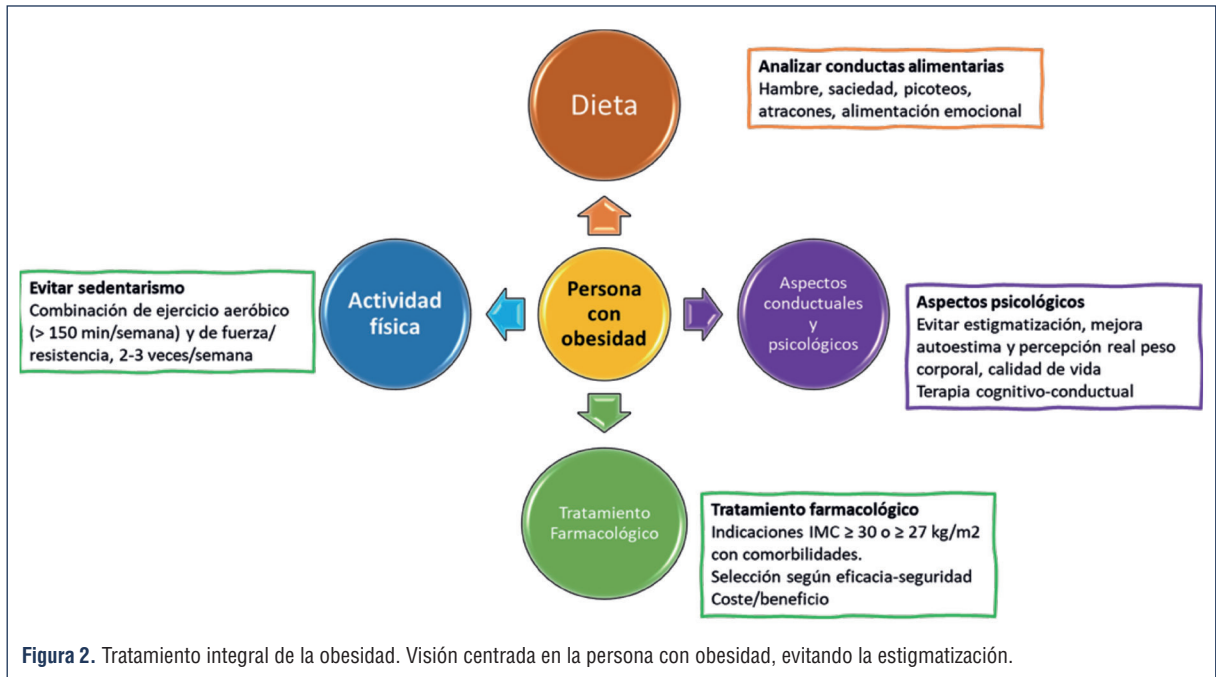 Dieta
Analizar conductas alimentarias
Hambre, saciedad, picoteos,
atracones, alimentación emocional
Evitar sedentarismo
Combinación de ejercicio aeróbico
(> 150 min/semana) y de fuerza/
resistencia, 2-3 veces/semana
Actividad
física
Persona
con
obesidad
Aspectos
conductuales
y
psicológicos
Aspectos psicológicos
Evitar estigmatización, mejora
autoestima y percepción real peso
corporal, calidad de vida
Terapia cognitivo-conductual
Tratamiento
Farmacológico
Tratamiento farmacológico
Indicaciones IMC ≥ 30 o ≥ 27 kg/m2
con comorbilidades.
Selección según eficacia-seguridad
Coste/beneficio
Figura 2. Tratamiento integral de la obesidad. Visión centrada en la persona con obesidad, evitando la estigmatización.